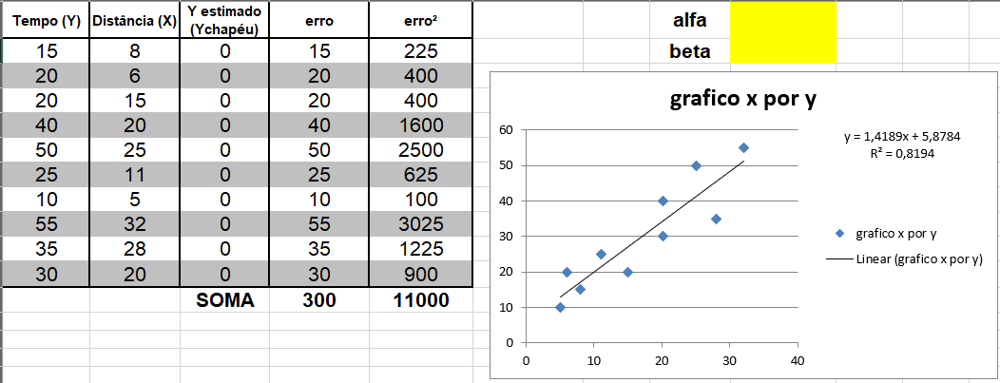 Tempo (Y) Distância (X) Y estimado (Ychapéu) erro erro²
15 8 0 15 225
20 6 0 20 400
20 15 0 20 400
40 20 0 40 1600
50 25 0 50 2500
25 11 0 25 625
10 5 0 10 100
55 32 0 55 3025
35 28 0 35 1225
30 20 0 30 900
SOMA 300 11000
alfa
beta
grafico x por y
y = 1,4189x + 5,8784
R² = 0,8194
60
50
40
30
20
10
0
0 10 20 30 40
grafico x por y
Linear (grafico x por y)